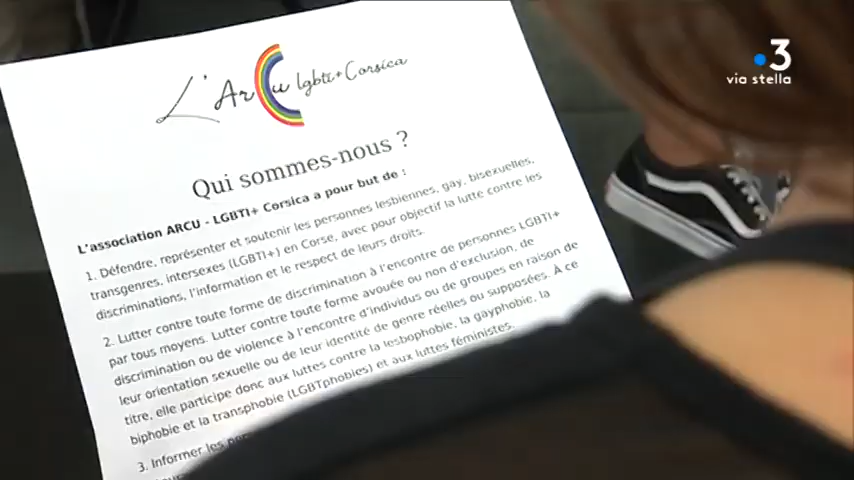 L'Arcu lgbti+ Corsica
3
via stella
Qui sommes-nous ?
L'association ARCU - LGBTI+ Corsica a pour but de :
1. Défendre, représenter et soutenir les personnes lesbiennes, gay, bisexuelles,
transgenres, intersexes (LGBTI+) en Corse, avec pour objectif la lutte contre les
discriminations, l'information et le respect de leurs droits.
2. Lutter contre toute forme de discrimination à l'encontre de personnes LGBTI+
par tous moyens. Lutter contre toute forme avouée ou non d'exclusion, de
discrimination ou de violence à l'encontre d'individus ou de groupes en raison de
leur orientation sexuelle ou de leur identité de genre réelles ou supposées. À ce
titre, elle participe donc aux luttes contre la lesbophobie, la gayphobie, la
biphobie et la transphobie (LGBTphobies) et aux luttes féministes.
3. Informer les